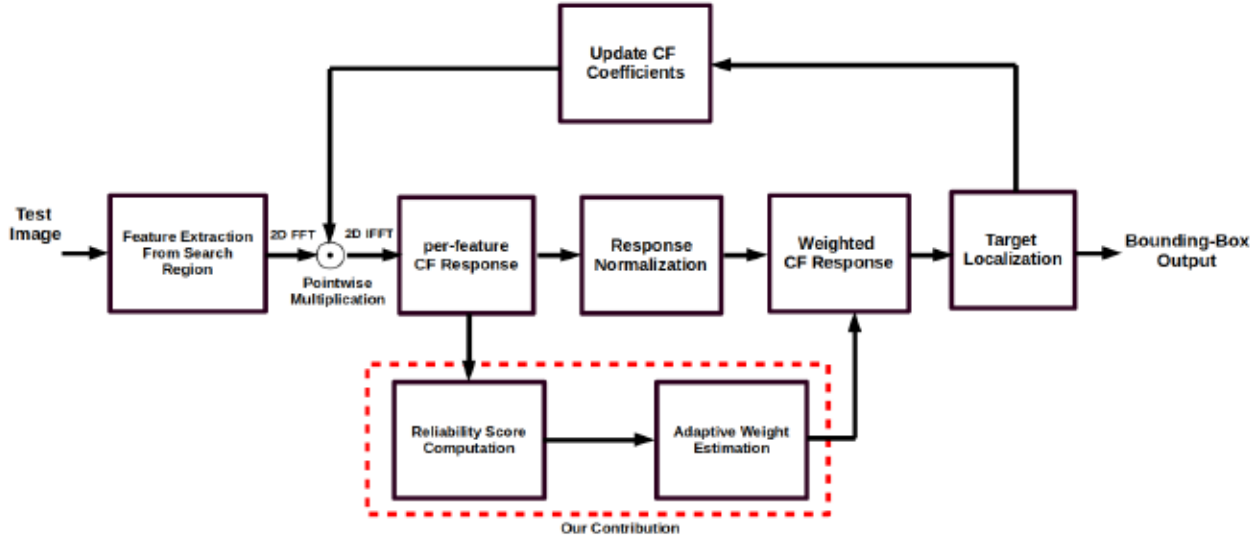 Update CF
Coefficients
Test
Image
Feature Extraction
From Search
Region
2D FFT
Pointwise
Multiplication
2D IFFT
per-feature
CF Response
Response
Normalization
Weighted
CF Response
Target
Localization
Bounding-Box
Output
Reliability Score
Computation
Adaptive Weight
Estimation
Our Contribution